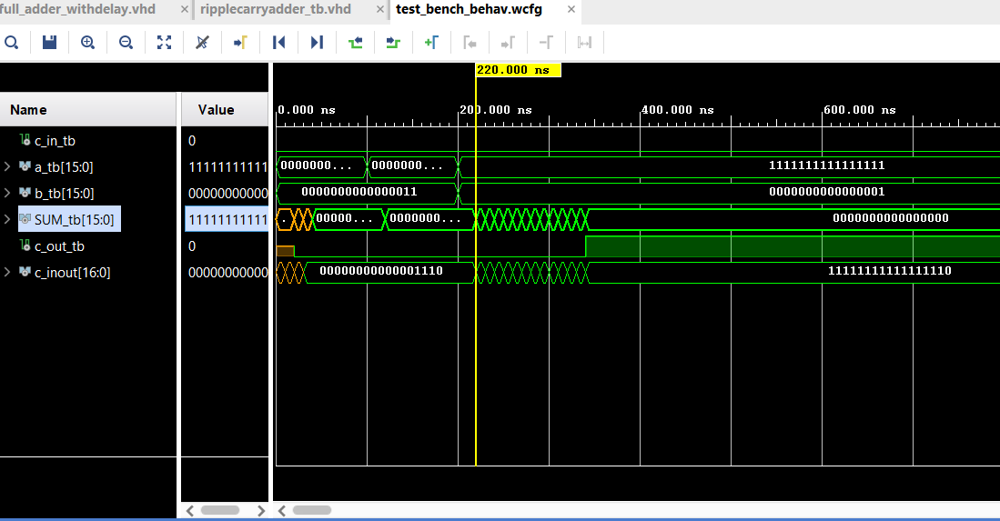 full_adder_withdelay.vhd × ripplecarryadder_tb.vhd × test_bench_behav.wcfg ×
220.000 ns
Name Value 0.000 ns 200.000 ns 400.000 ns 600.000 ns
c_in_tb 0
a_tb[15:0] 11111111111 0000000... 0000000... 1111111111111111
b_tb[15:0] 00000000000 0000000000000011 0000000000000001
SUM_tb[15:0] 11111111111 . 00000... 0000000... 0000000000000000
c_out_tb 0
c_inout[16:0] 00000000000 00000000000001110 11111111111111110